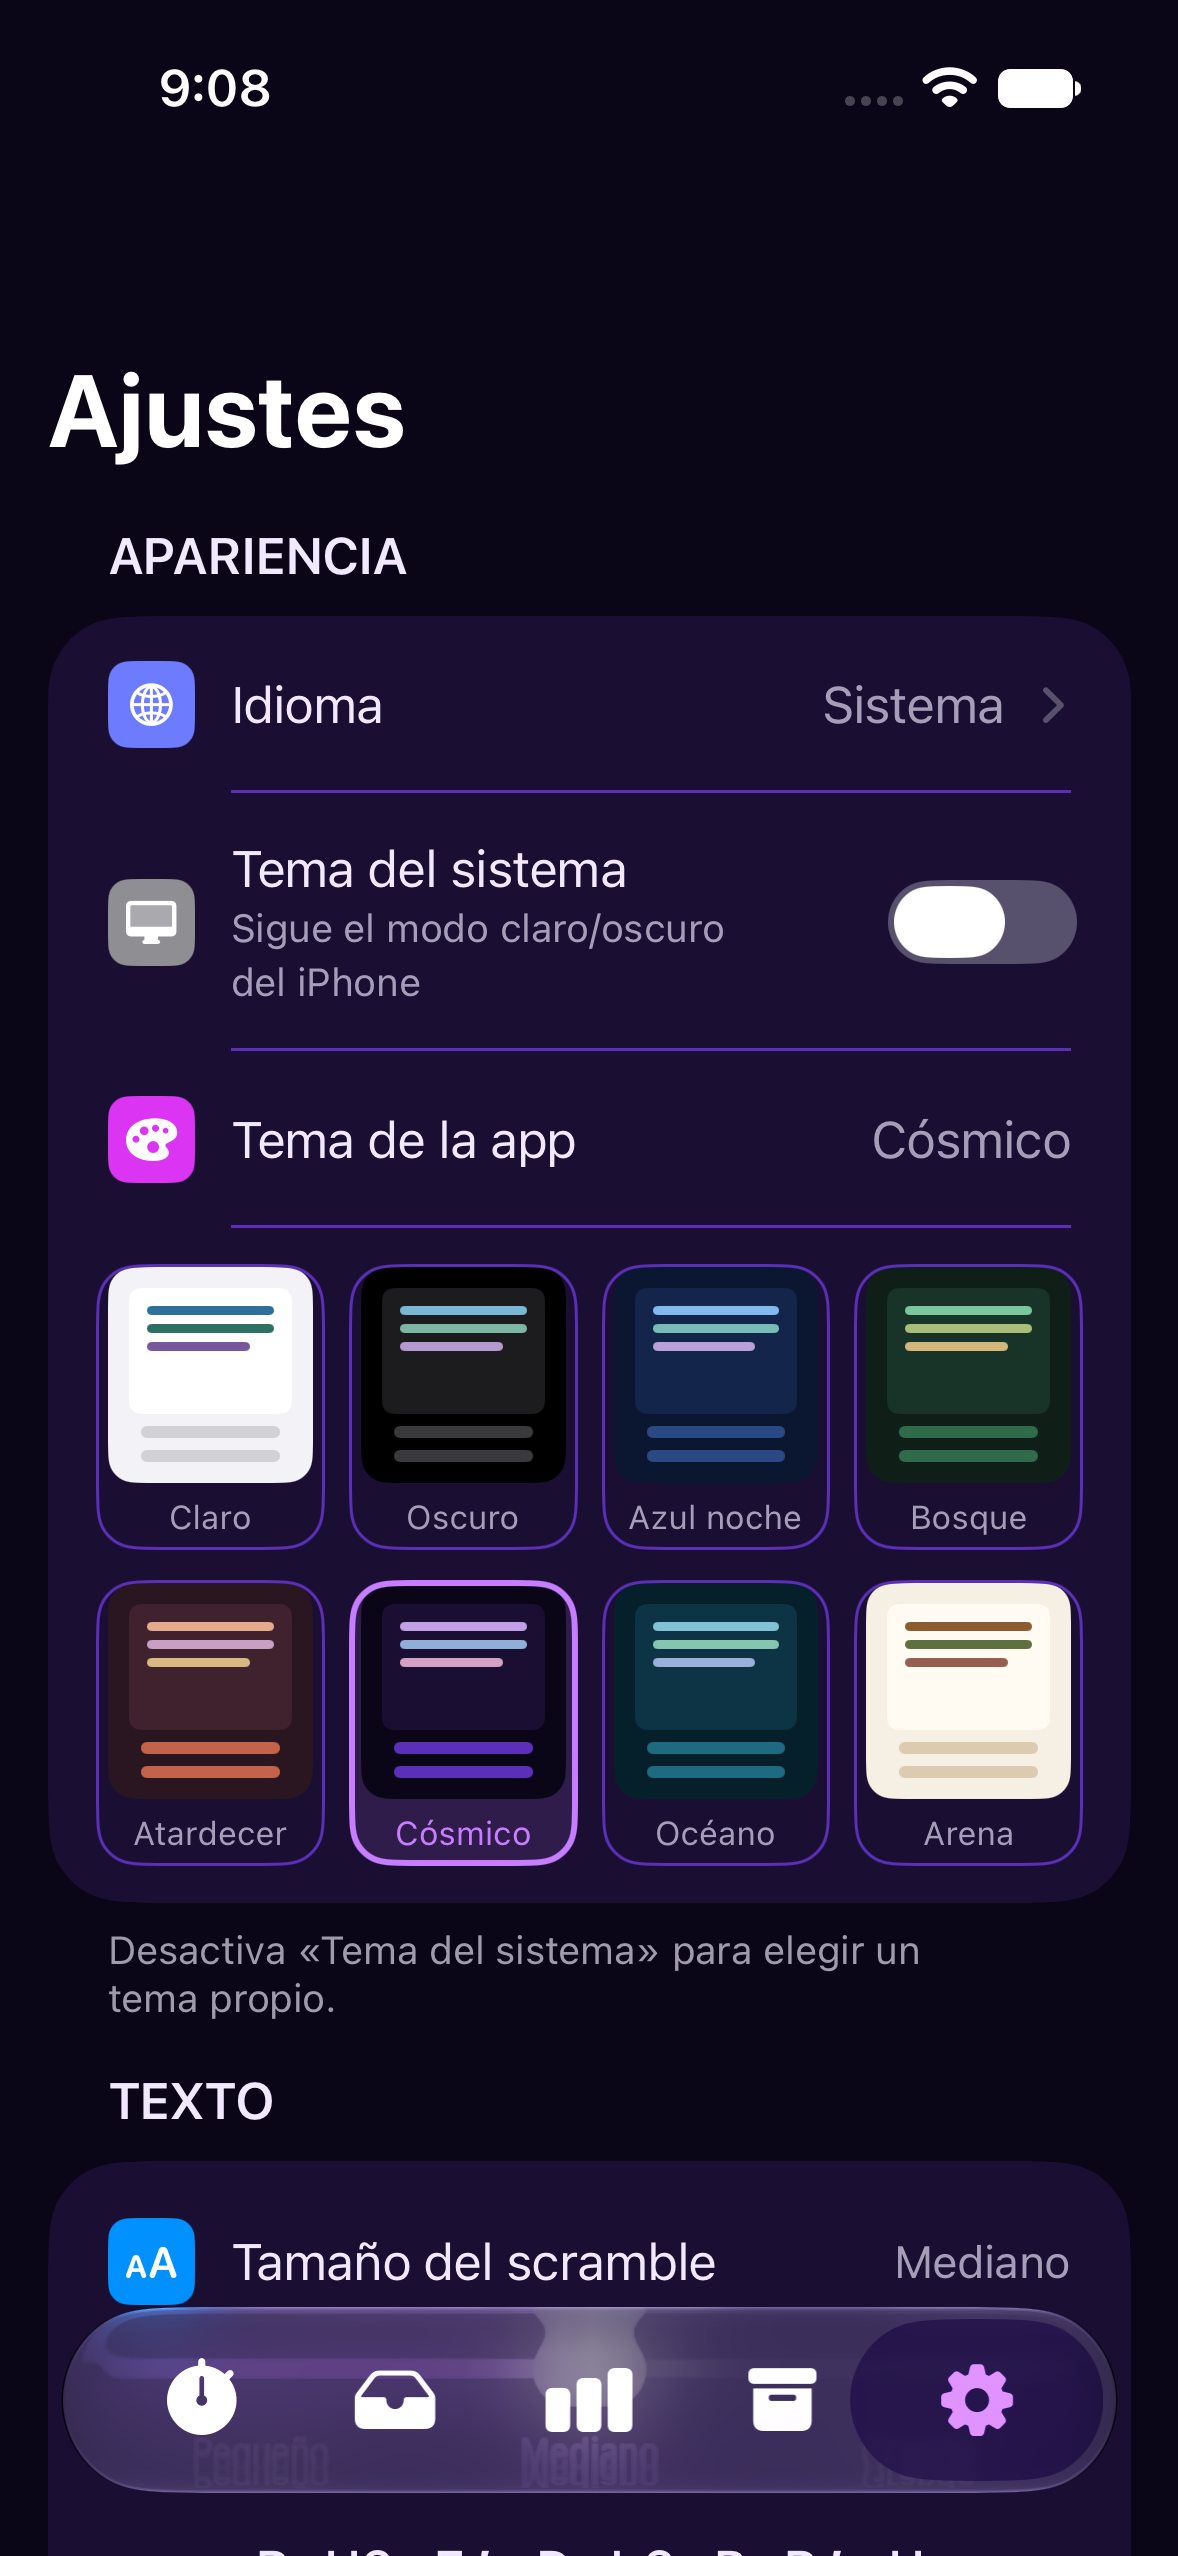 9:08
Ajustes
APARIENCIA
Idioma
Sistema
Tema del sistema
Sigue el modo claro/oscuro
del iPhone
Tema de la app
Cósmico
Claro
Oscuro
Azul noche
Bosque
Atardecer
Cósmico
Océano
Arena
Desactiva «Tema del sistema» para elegir un
tema propio.
TEXTO
AA
Tamaño del scramble
Mediano
Pequeño
Mediano